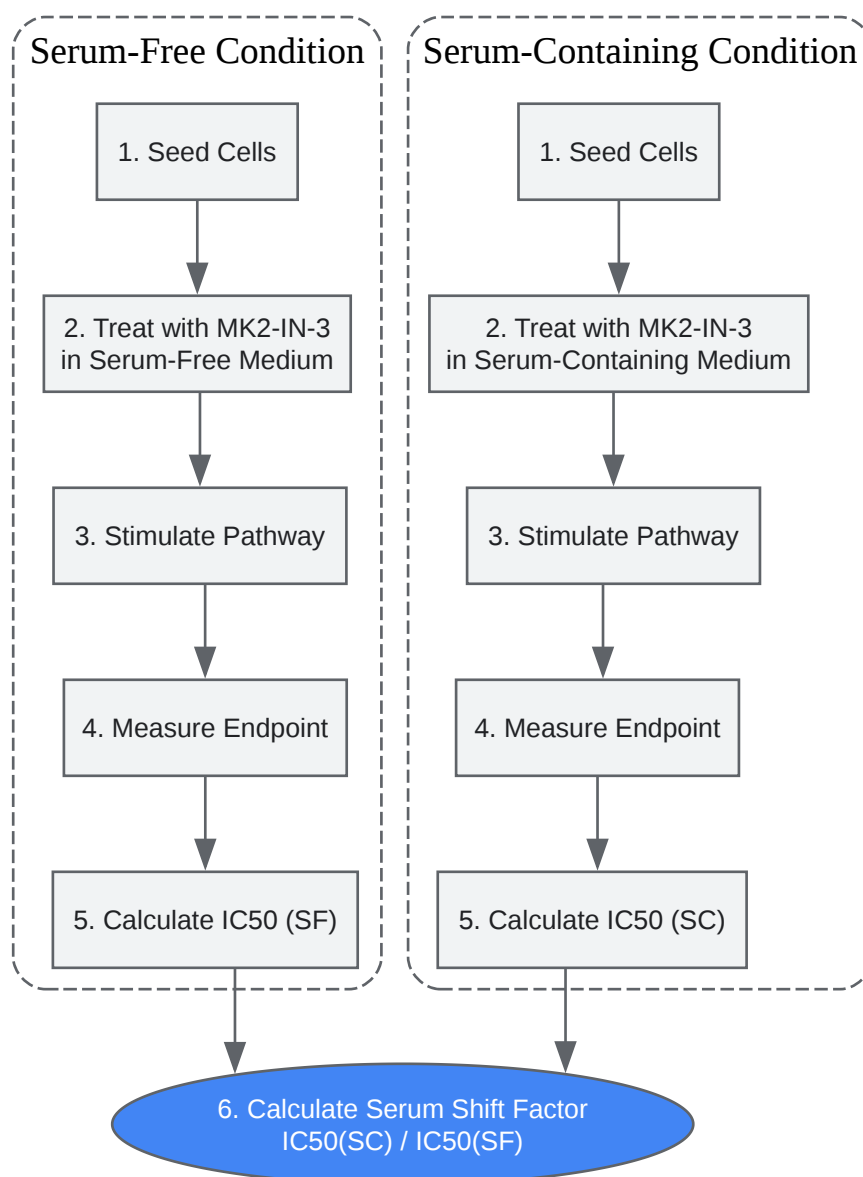 Serum-Free Condition
1. Seed Cells
2. Treat with MK2-IN-3
in Serum-Free Medium
3. Stimulate Pathway
4. Measure Endpoint
5. Calculate IC50 (SF)
Serum-Containing Condition
1. Seed Cells
2. Treat with MK2-IN-3
in Serum-Containing Medium
3. Stimulate Pathway
4. Measure Endpoint
5. Calculate IC50 (SC)
6. Calculate Serum Shift Factor
IC50(SC) / IC50(SF)